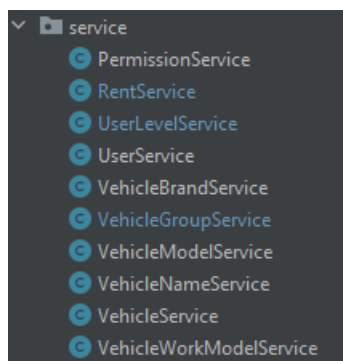 service
PermissionService
RentService
UserLevelService
UserService
VehicleBrandService
VehicleGroupService
VehicleModelService
VehicleNameService
VehicleService
VehicleWorkModelService